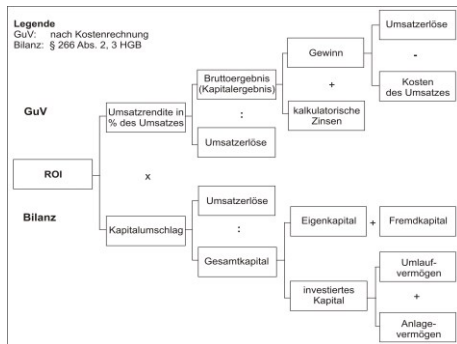 Legende
GuV: nach Kostenrechnung
Bilanz: § 266 Abs. 2, 3 HGB
Umsatzerlöse
-
Kosten
des Umsatzes
Gewinn
+
kalkulatorische
Zinsen
Bruttoergebnis
(Kapitalergebnis)
:
Umsatzerlöse
GuV
Umsatzrendite in
% des Umsatzes
ROI
x
Bilanz
Kapitalumschlag
Umsatzerlöse
:
Gesamtkapital
Eigenkapital
+
Fremdkapital
investiertes
Kapital
Umlauf-
vermögen
+
Anlage-
vermögen